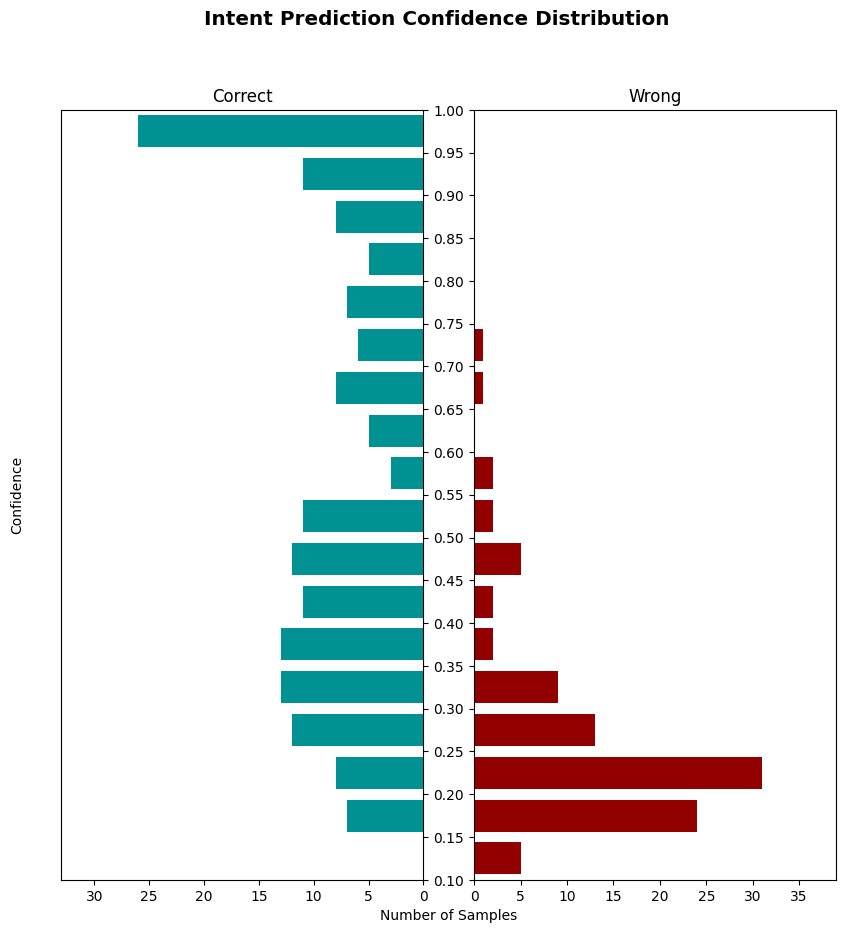 Intent Prediction Confidence Distribution
Correct
Wrong
Confidence
1.00
0.95
0.90
0.85
0.80
0.75
0.70
0.65
0.60
0.55
0.50
0.45
0.40
0.35
0.30
0.25
0.20
0.15
0.10
30 25 20 15 10 5 0
0 5 10 15 20 25 30 35
Number of Samples